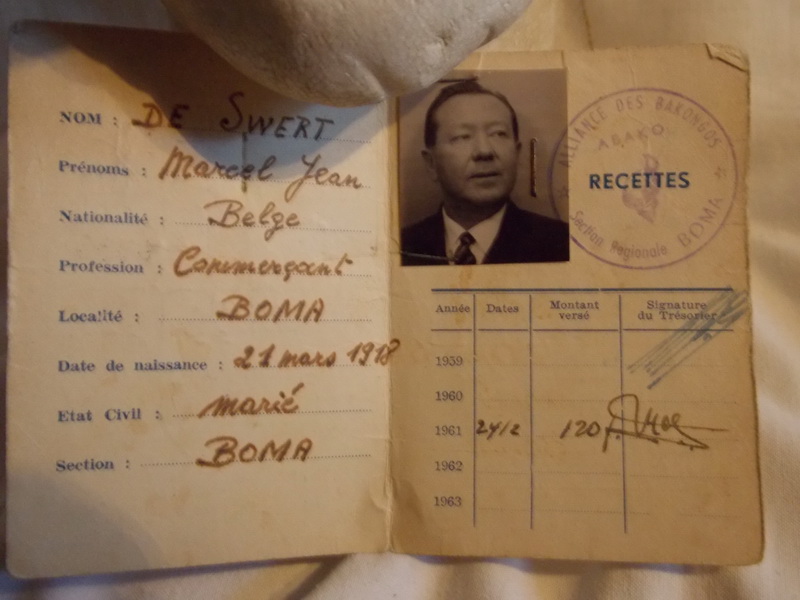 NOM : DE SWERT
Prénoms : Marcel Jean
Nationalité : Belge
Profession : Commerçant
Localité : BOMA
Date de naissance : 21 mars 1918
Etat Civil : marié
Section : BOMA
ALLIANCE DES BAKONGOS
ABAKO
RECETTES
Section Régionale BOMA
Année Dates Montant versé Signature du Trésorier
1959
1960
1961 24/2 120
1962
1963